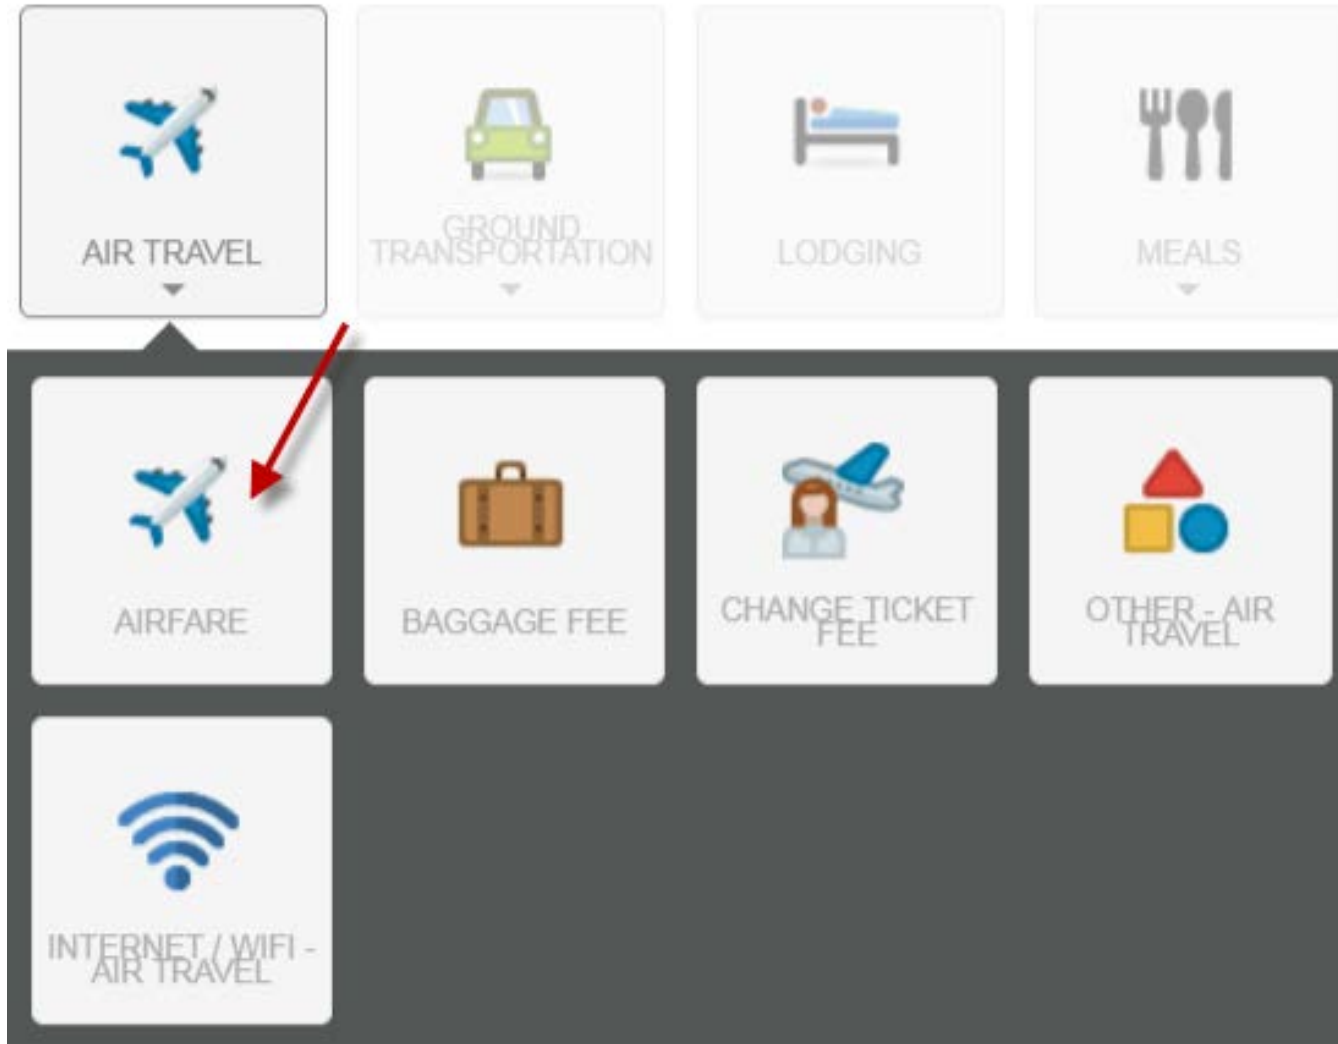 AIR TRAVEL
GROUND
TRANSPORTATION
LODGING
MEALS
AIRFARE
BAGGAGE FEE
CHANGE TICKET
FEE
OTHER - AIR
TRAVEL
INTERNET / WIFI -
AIR TRAVEL